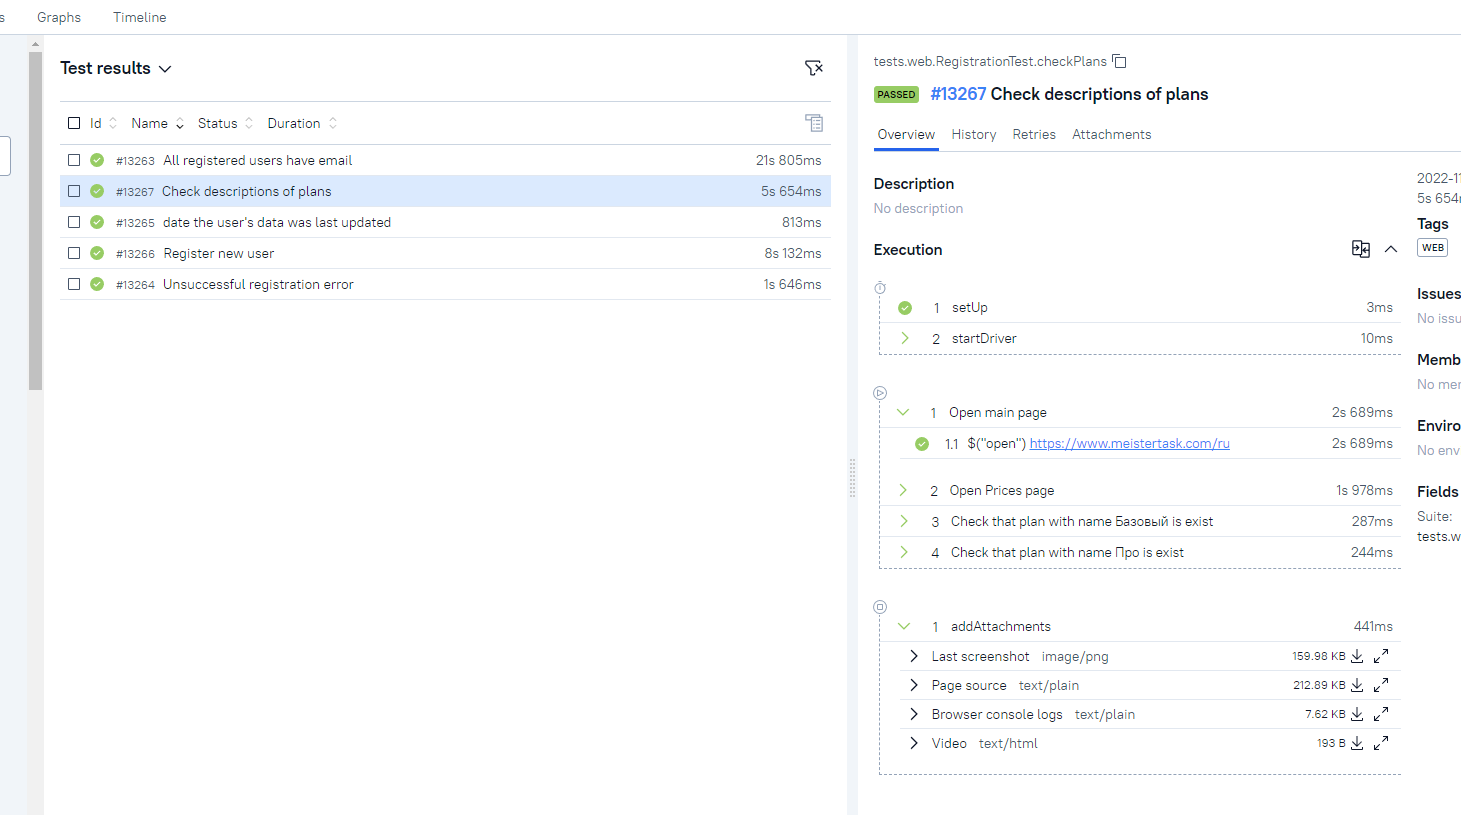 s Graphs Timeline
Test results
Id Name Status Duration
#13263 All registered users have email 21s 805ms
#13267 Check descriptions of plans 5s 654ms
#13265 date the user's data was last updated 813ms
#13266 Register new user 8s 132ms
#13264 Unsuccessful registration error 1s 646ms
tests.web.RegistrationTest.checkPlans
PASSED #13267 Check descriptions of plans
Overview History Retries Attachments
Description
No description
Execution
1 setUp 3ms
2 startDriver 10ms
1 Open main page 2s 689ms
1.1 $("open") https://www.meistertask.com/ru 2s 689ms
2 Open Prices page 1s 978ms
3 Check that plan with name Базовый is exist 287ms
4 Check that plan with name Про is exist 244ms
1 addAttachments 441ms
Last screenshot image/png 159.98 KB
Page source text/plain 212.89 KB
Browser console logs text/plain 7.62 KB
Video text/html 193 B
2022-11
5s 654
Tags
WEB
Issues
No issu
Memb
No mer
Enviro
No env
Fields
Suite:
tests.w